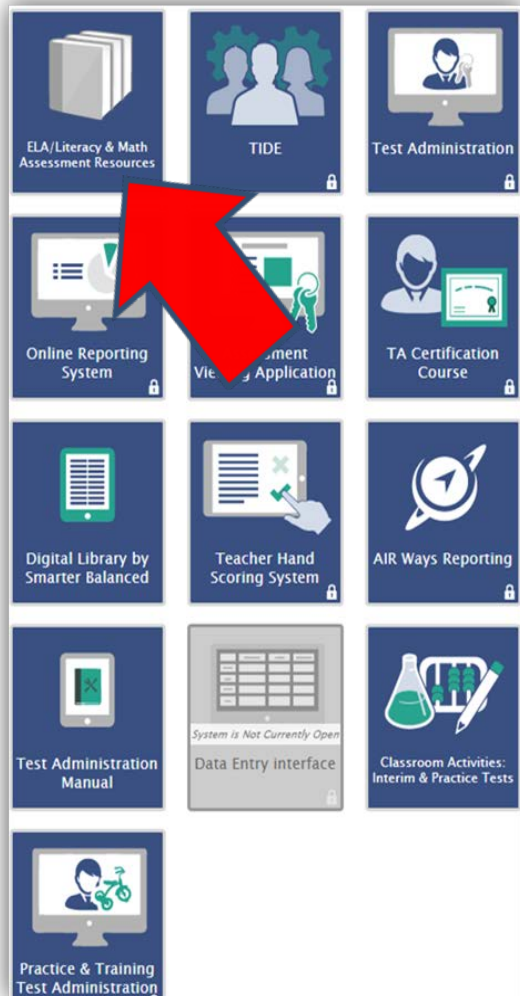 ELA/Literacy & Math
Assessment Resources
TIDE
Test Administration
Online Reporting
System
Viewing Application
TA Certification
Course
Digital Library by
Smarter Balanced
Teacher Hand
Scoring System
AIR Ways Reporting
Test Administration
Manual
System is Not Currently Open
Data Entry interface
Classroom Activities:
Interim & Practice Tests
Practice & Training
Test Administration